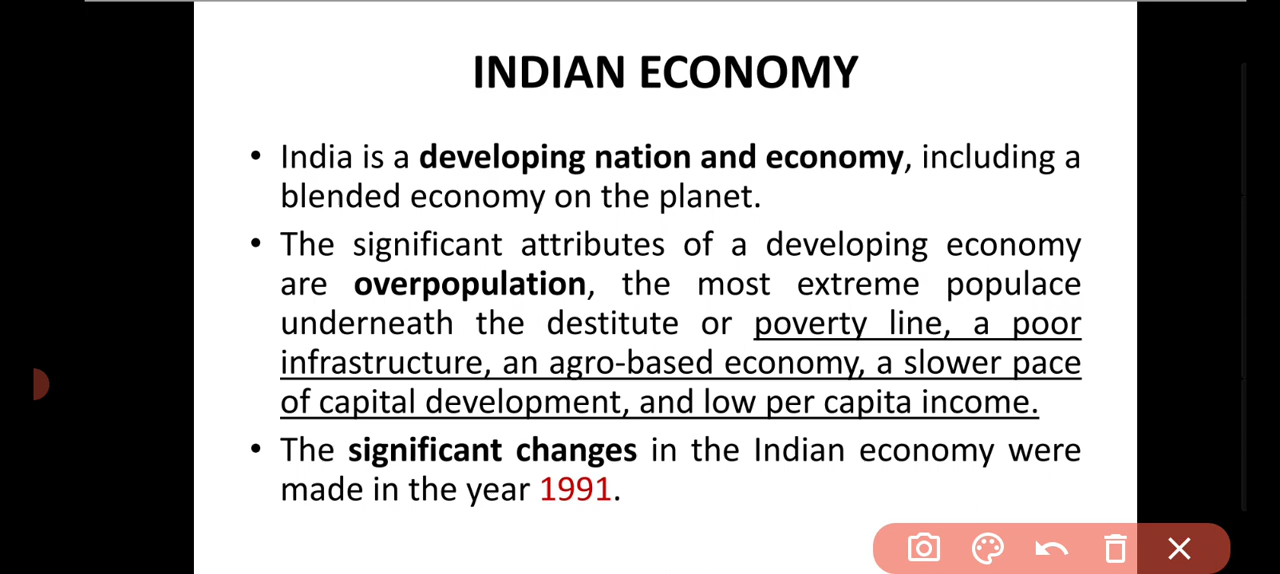 INDIAN ECONOMY
• India is a developing nation and economy, including a
blended economy on the planet.
• The significant attributes of a developing economy
are overpopulation, the most extreme populace
underneath the destitute or poverty line, a poor
infrastructure, an agro-based economy, a slower pace
of capital development, and low per capita income.
• The significant changes in the Indian economy were
made in the year 1991.